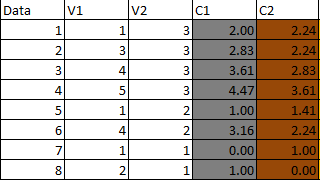 Data V1 V2 C1 C2
1 1 3 2.00 2.24
2 3 3 2.83 2.24
3 4 3 3.61 2.83
4 5 3 4.47 3.61
5 1 2 1.00 1.41
6 4 2 3.16 2.24
7 1 1 0.00 1.00
8 2 1 1.00 0.00